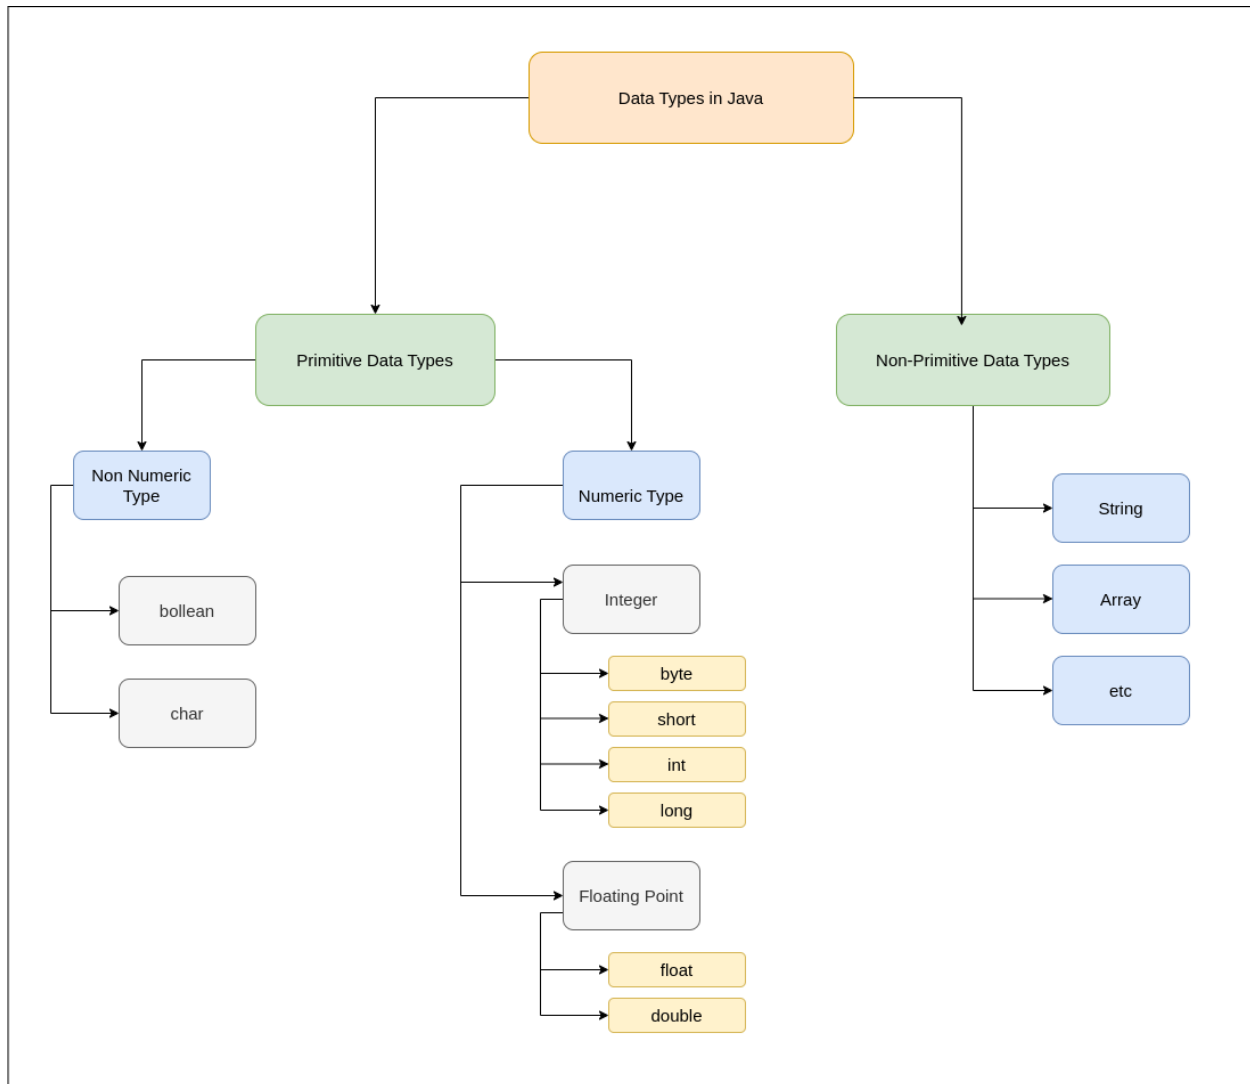 Data Types in Java
Primitive Data Types
Non-Primitive Data Types
Non Numeric
Type
Numeric Type
bollean
char
Integer
byte
short
int
long
Floating Point
float
double
String
Array
etc